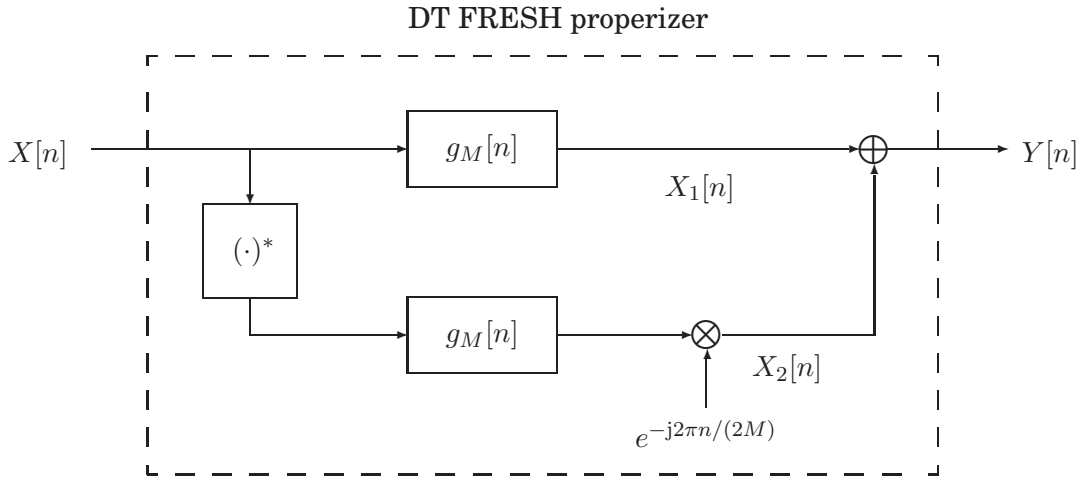 DT FRESH properizer
X[n]
g_M[n]
Y[n]
X_1[n]
(·)^*
g_M[n]
X_2[n]
e^{-j2πn/(2M)}